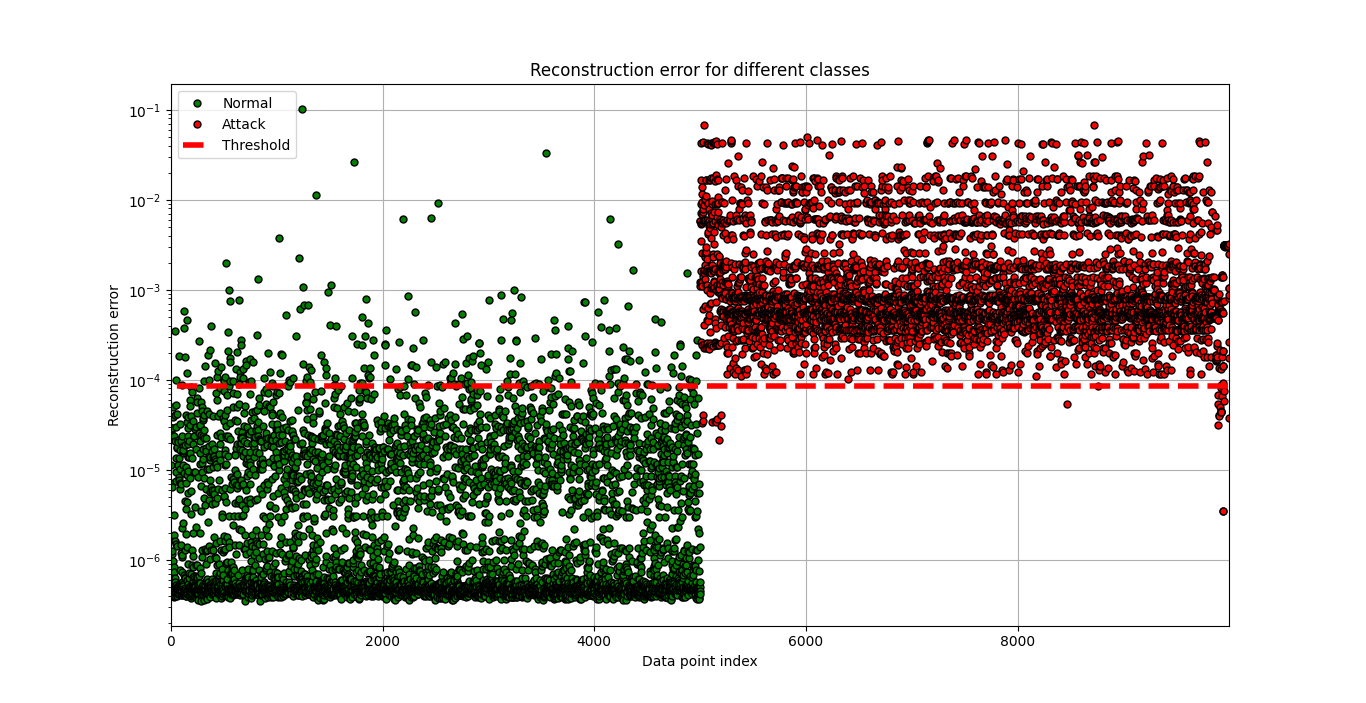 Reconstruction error for different classes
Normal
Attack
Threshold
Reconstruction error
10⁻¹
10⁻²
10⁻³
10⁻⁴
10⁻⁵
10⁻⁶
0 2000 4000 6000 8000
Data point index